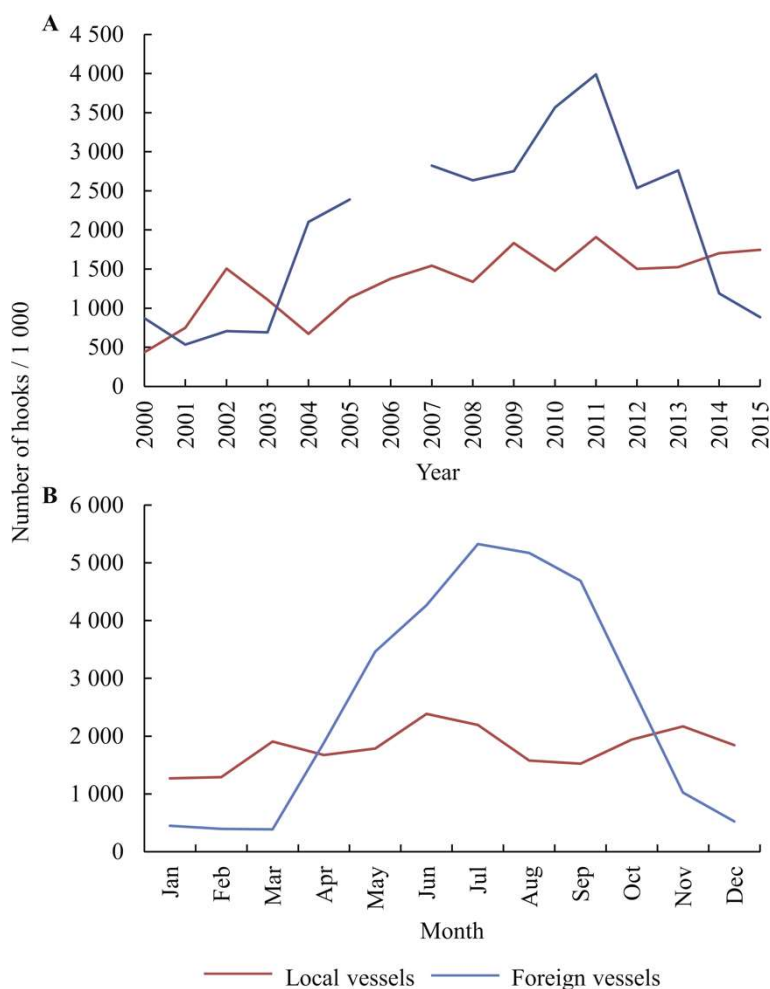 A
4 500
4 000
3 500
3 000
2 500
2 000
1 500
1 000
500
0
2000 2001 2002 2003 2004 2005 2006 2007 2008 2009 2010 2011 2012 2013 2014 2015
Year
Number of hooks / 1 000
B
6 000
5 000
4 000
3 000
2 000
1 000
0
Jan Feb Mar Apr May Jun Jul Aug Sep Oct Nov Dec
Month
Local vessels Foreign vessels